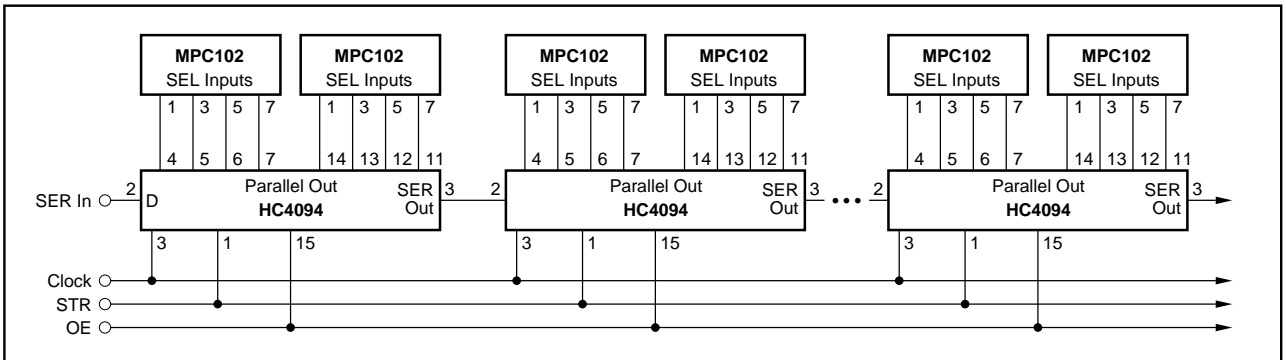 MPC102 MPC102 MPC102 MPC102 MPC102 MPC102
SEL Inputs SEL Inputs SEL Inputs SEL Inputs SEL Inputs SEL Inputs
1 3 5 7 1 3 5 7 1 3 5 7 1 3 5 7 1 3 5 7 1 3 5 7
4 5 6 7 14 13 12 11 4 5 6 7 14 13 12 11 4 5 6 7 14 13 12 11
Parallel Out Parallel Out Parallel Out
SER In 2 D HC4094 SER Out 3 2 HC4094 SER Out 3 ••• 2 HC4094 SER Out 3
3 1 15 3 1 15 3 1 15
Clock
STR
OE